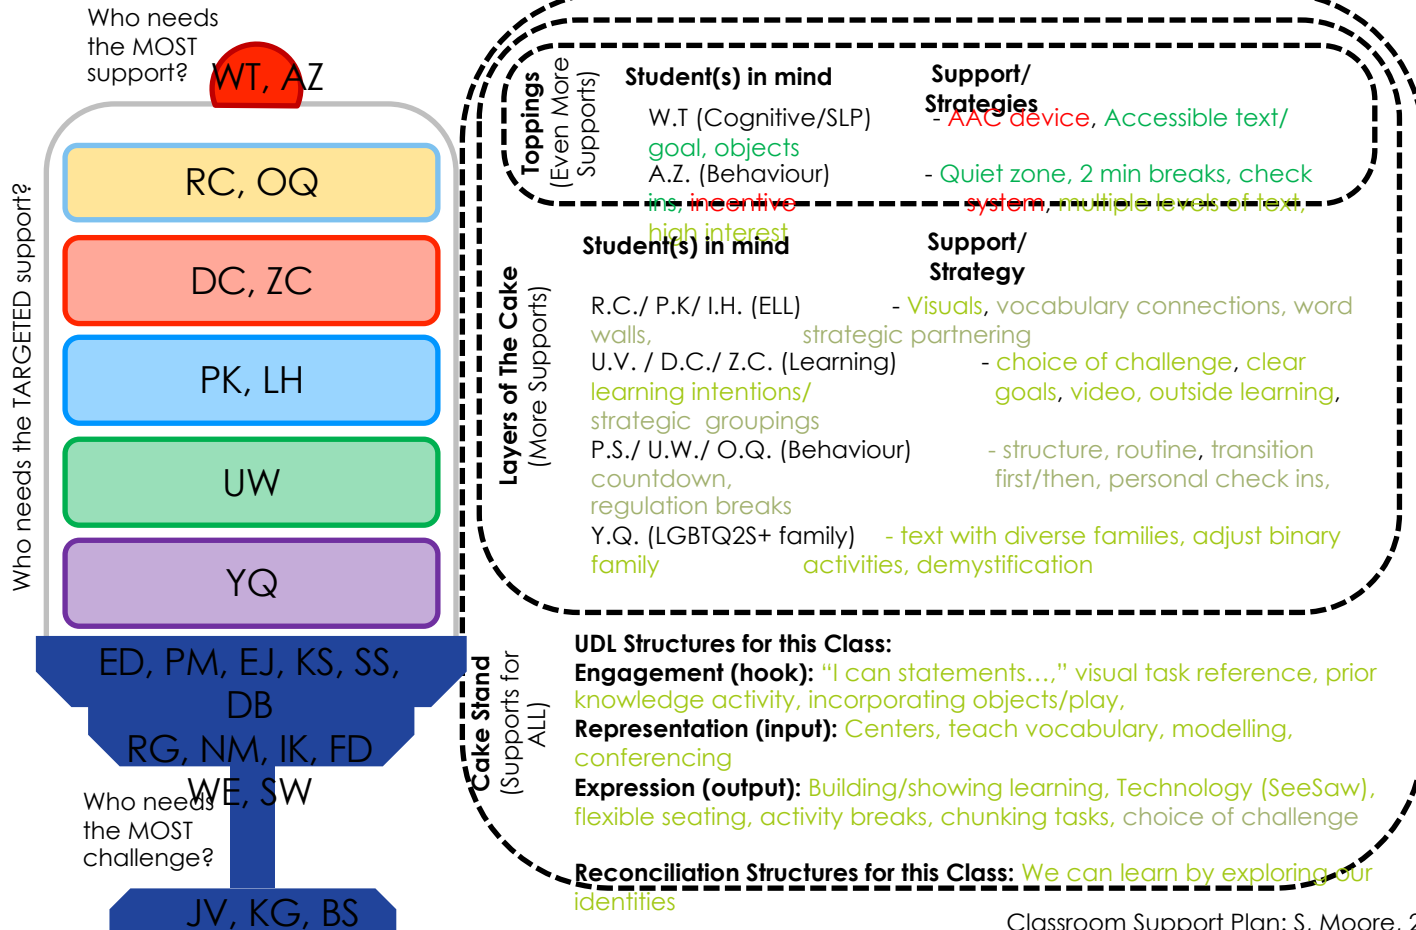 Who needs
the MOST
support?
WT, AZ
Who needs the TARGETED support?
RC, OQ
DC, ZC
PK, LH
UW
YQ
ED, PM, EJ, KS, SS,
DB
RG, NM, IK, FD
WE, SW
Who needs
the MOST
challenge?
JV, KG, BS
Toppings
(Even More
Supports)
Student(s) in mind Support/
Strategies
W.T (Cognitive/SLP) - AAC device, Accessible text/
goal, objects
A.Z. (Behaviour) - Quiet zone, 2 min breaks, check
ins, incentive system, multiple levels of text,
high interest
Layers of The Cake
(More Supports)
Student(s) in mind Support/
Strategy
R.C./ P.K/ I.H. (ELL) - Visuals, vocabulary connections, word
walls, strategic partnering
U.V. / D.C./ Z.C. (Learning) - choice of challenge, clear
learning intentions/ goals, video, outside learning,
strategic groupings
P.S./ U.W./ O.Q. (Behaviour) - structure, routine, transition
countdown, first/then, personal check ins,
regulation breaks
Y.Q. (LGBTQ2S+ family) - text with diverse families, adjust binary
family activities, demystification
Cake Stand
(Supports for
ALL)
UDL Structures for this Class:
Engagement (hook): “I can statements…,” visual task reference, prior
knowledge activity, incorporating objects/play,
Representation (input): Centers, teach vocabulary, modelling,
conferencing
Expression (output): Building/showing learning, Technology (SeeSaw),
flexible seating, activity breaks, chunking tasks, choice of challenge
Reconciliation Structures for this Class: We can learn by exploring our
identities
Classroom Support Plan: S. Moore, 2